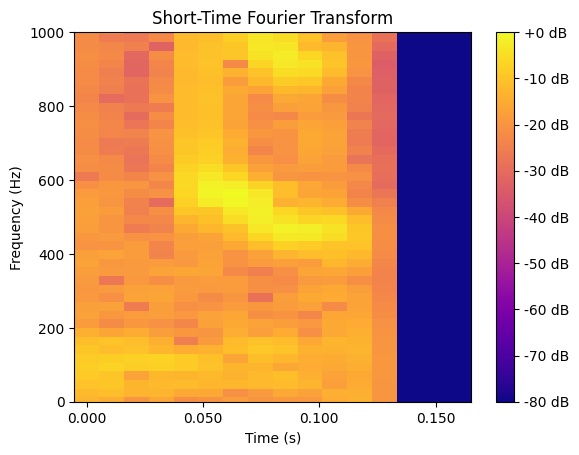 Short-Time Fourier Transform
Frequency (Hz)
1000
800
600
400
200
0
0.000
0.050
0.100
0.150
Time (s)
+0 dB
-10 dB
-20 dB
-30 dB
-40 dB
-50 dB
-60 dB
-70 dB
-80 dB